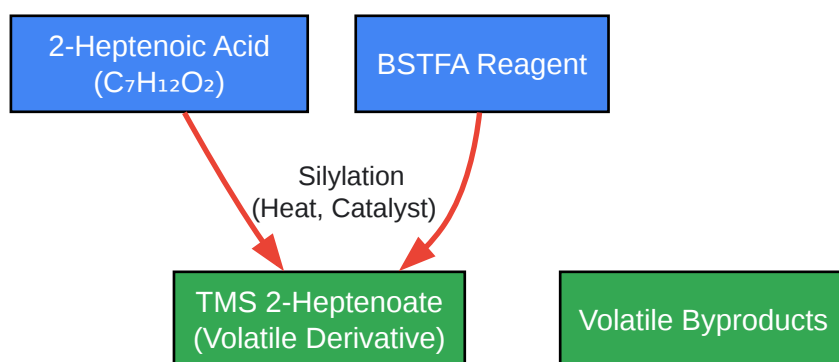 2-Heptenoic Acid
(C₇H₁₂O₂)
BSTFA Reagent
Silylation
(Heat, Catalyst)
TMS 2-Heptenoate
(Volatile Derivative)
Volatile Byproducts